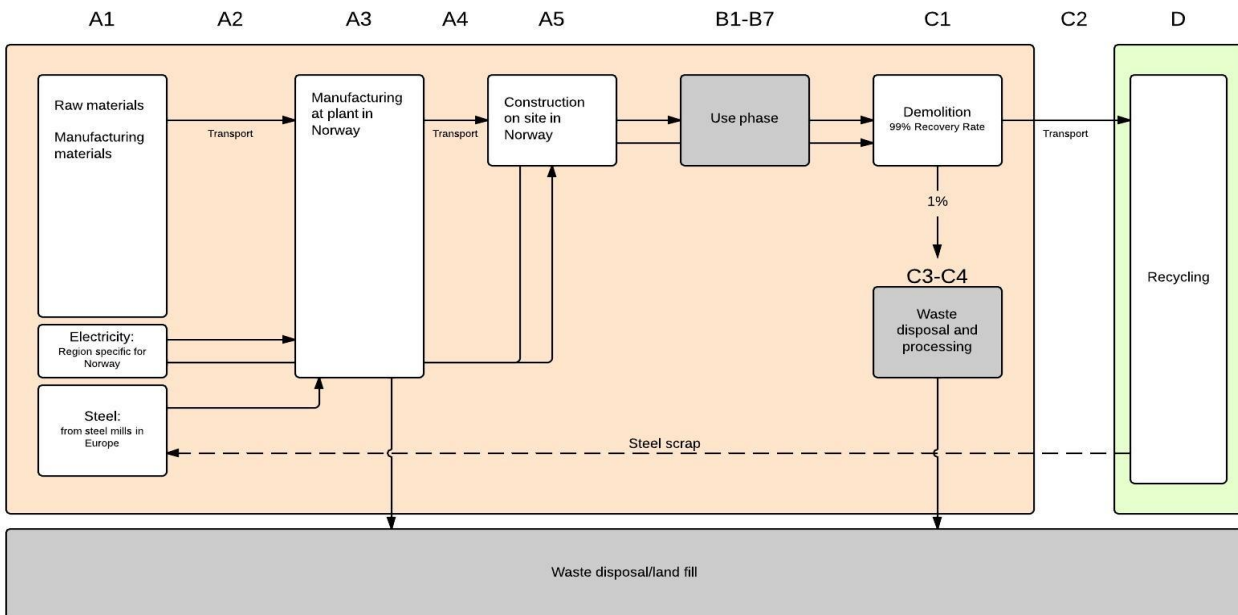 A1
A2
A3
A4
A5
B1-B7
C1
C2
D
Raw materials
Manufacturing
materials
Transport
Manufacturing
at plant in
Norway
Transport
Construction
on site in
Norway
Use phase
Demolition
99% Recovery Rate
Transport
1%
C3-C4
Waste
disposal and
processing
Recycling
Electricity:
Region specific for
Norway
Steel:
from steel mills in
Europe
Steel scrap
Waste disposal/land fill